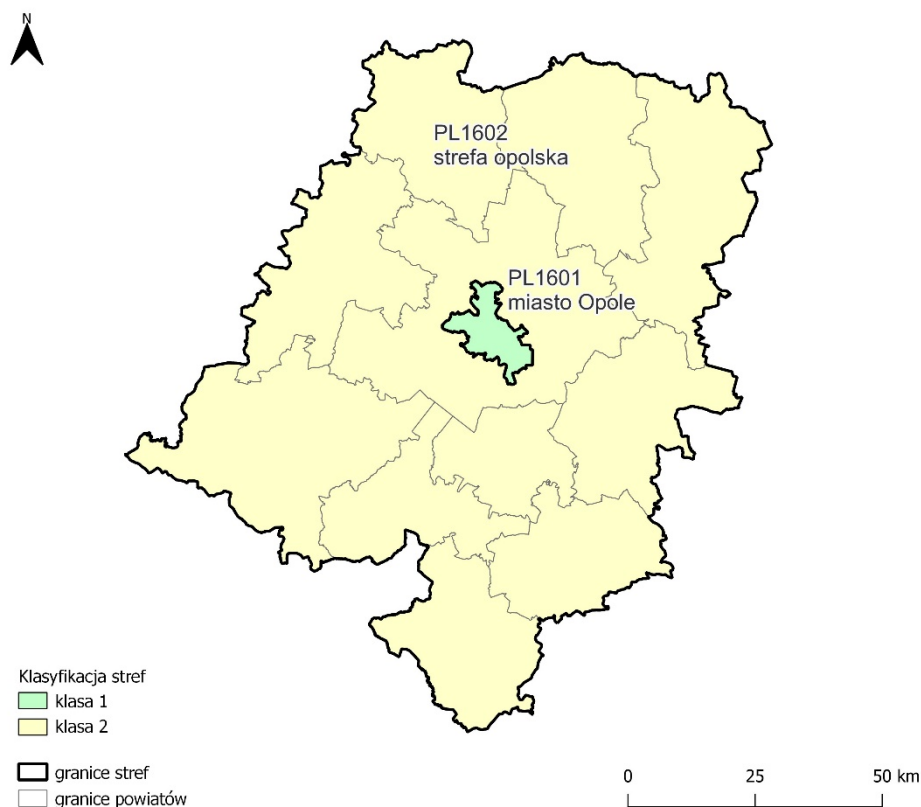 N
PL1602
strefa opolska
PL1601
miasto Opole
Klasyfikacja stref
klasa 1
klasa 2
granice stref
granice powiatów
0 25 50 km